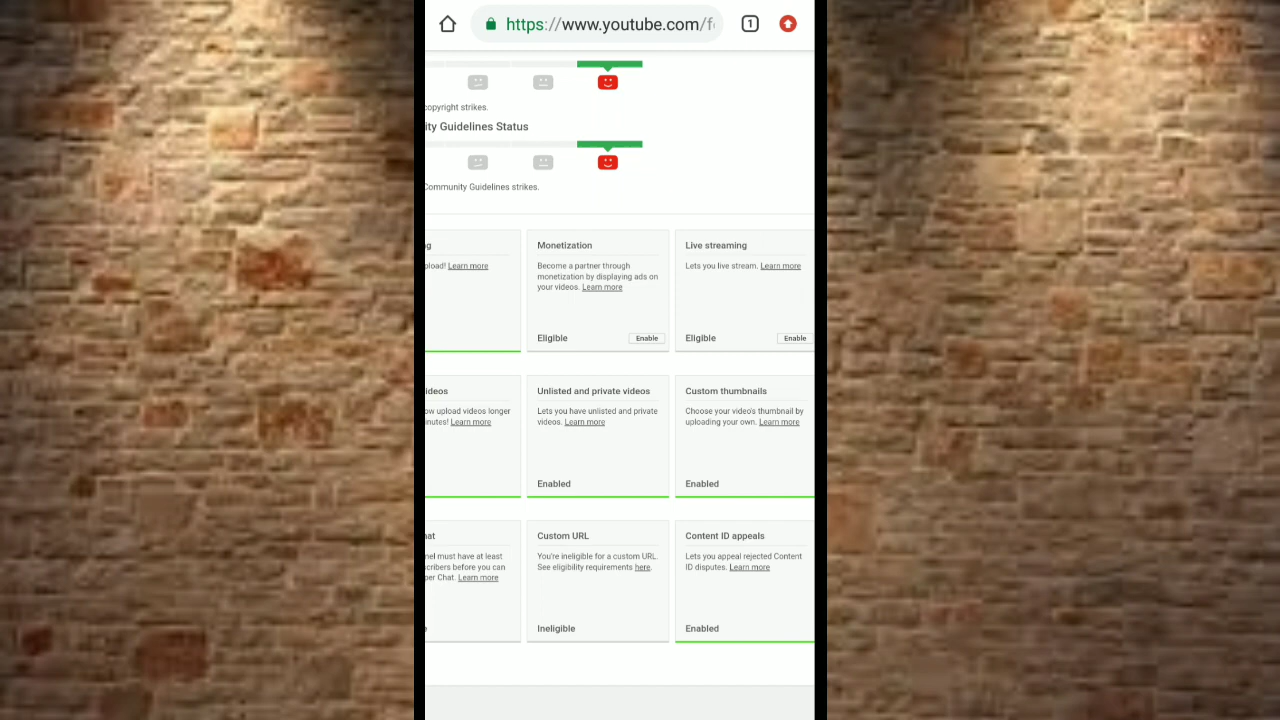 https://www.youtube.com/f
1
copyright strikes.
ity Guidelines Status
Community Guidelines strikes.
g
pload! Learn more
Monetization
Become a partner through
monetization by displaying ads on
your videos. Learn more
Eligible
Enable
Live streaming
Lets you live stream. Learn more
Eligible
Enable
ideos
ow upload videos longer
inutes! Learn more
Unlisted and private videos
Lets you have unlisted and private
videos. Learn more
Enabled
Custom thumbnails
Choose your video's thumbnail by
uploading your own. Learn more
Enabled
hat
nel must have at least
scribers before you can
per Chat. Learn more
e
Custom URL
You're ineligible for a custom URL.
See eligibility requirements here.
Ineligible
Content ID appeals
Lets you appeal rejected Content
ID disputes. Learn more
Enabled